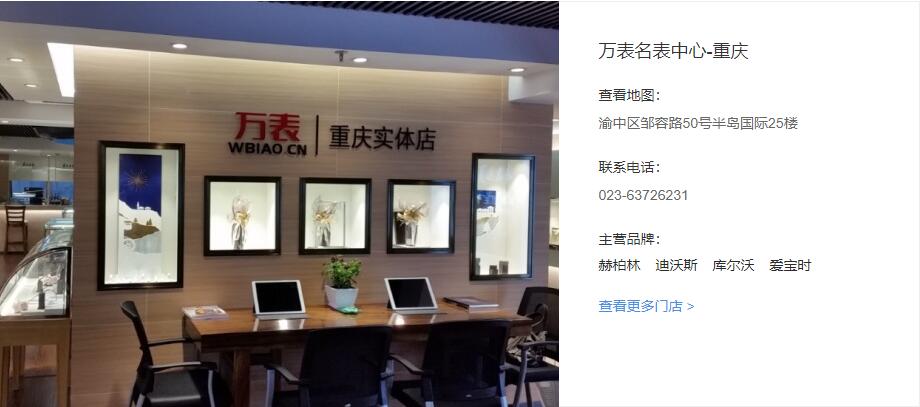 万表
WBIAO.CN
重庆实体店
万表名表中心-重庆
查看地图：
渝中区邹容路50号半岛国际25楼
联系电话：
023-63726231
主营品牌：
赫柏林 迪沃斯 库尔沃 爱宝时
查看更多门店 >